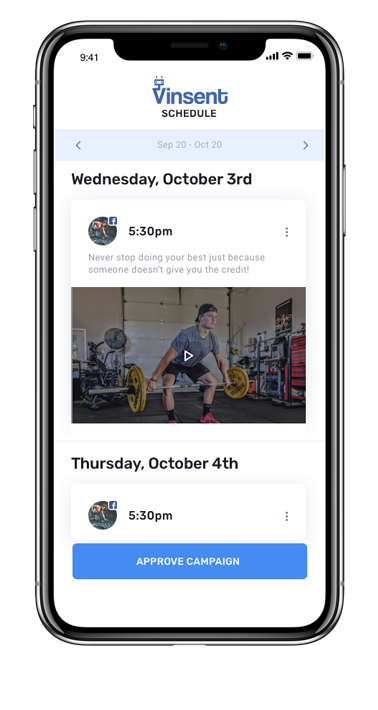 9:41
Vinsent
SCHEDULE
Sep 20 - Oct 20
Wednesday, October 3rd
5:30pm
Never stop doing your best just because
someone doesn't give you the credit!
Thursday, October 4th
5:30pm
APPROVE CAMPAIGN